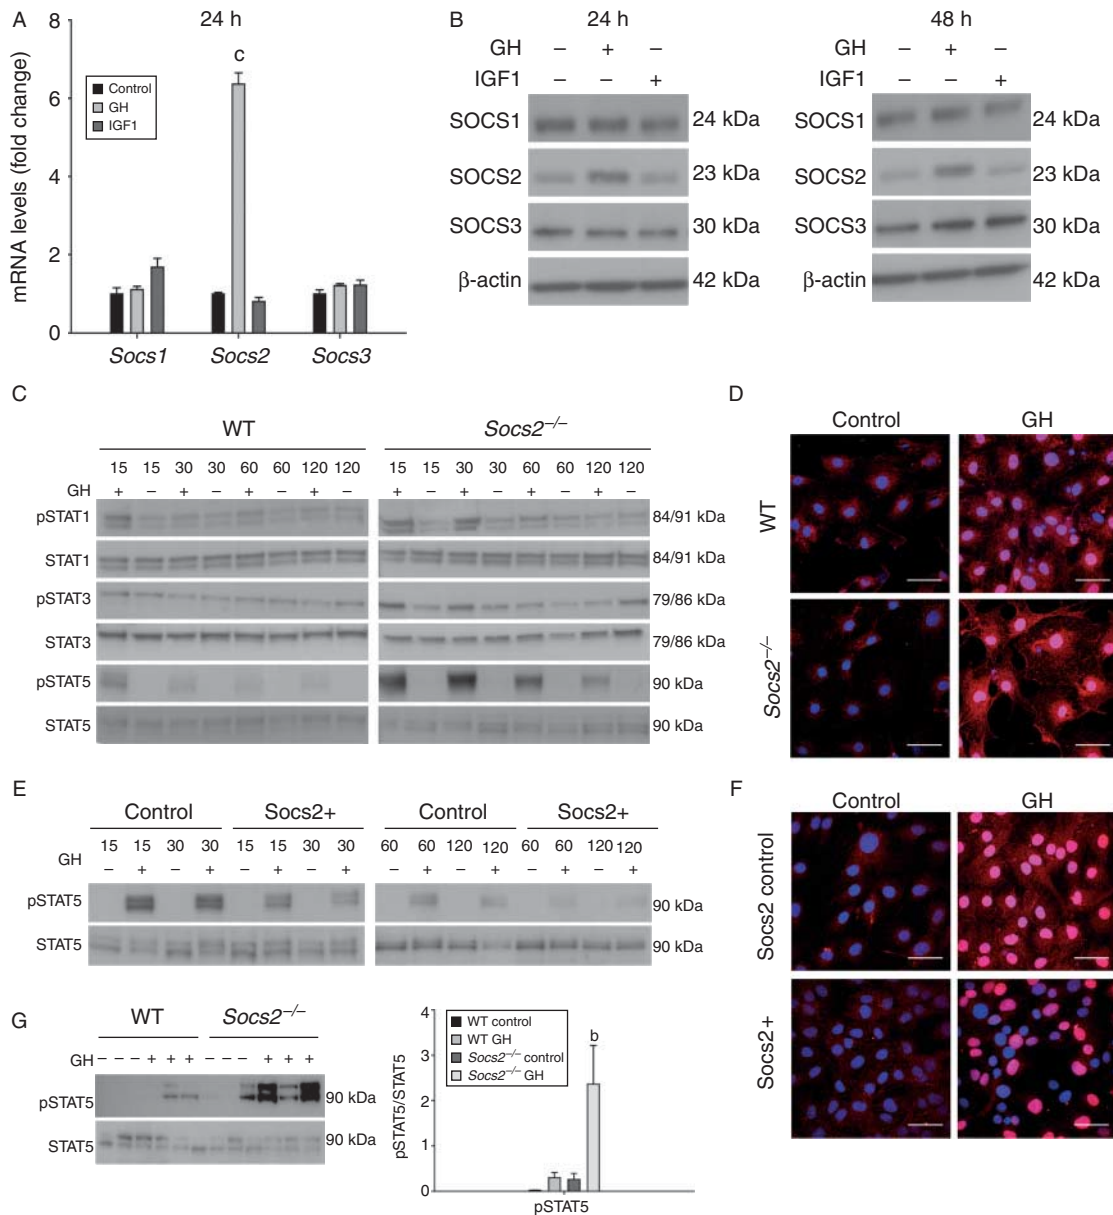 A
24 h
8
6
4
2
0
mRNA levels (fold change)
Control
GH
IGF1
c
Socs1 Socs2 Socs3
B
24 h
GH – + –
IGF1 – – +
SOCS1 24 kDa
SOCS2 23 kDa
SOCS3 30 kDa
β-actin 42 kDa
48 h
GH – + –
IGF1 – – +
SOCS1 24 kDa
SOCS2 23 kDa
SOCS3 30 kDa
β-actin 42 kDa
C
WT Socs2–/–
15 15 30 30 60 60 120 120 15 15 30 30 60 60 120 120
GH + – + – + – + – + – + – + – + –
pSTAT1 84/91 kDa
STAT1 84/91 kDa
pSTAT3 79/86 kDa
STAT3 79/86 kDa
pSTAT5 90 kDa
STAT5 90 kDa
D
Control GH
WT
Socs2–/–
E
Control Socs2+ Control Socs2+
15 15 30 30 15 15 30 30 60 60 120 120 60 60 120 120
GH – + – + – + – + – + – + – + – +
pSTAT5 90 kDa
STAT5 90 kDa
F
Control GH
Socs2 control
Socs2+
G
WT Socs2–/–
GH – – – + + + – – – + + +
pSTAT5 90 kDa
STAT5 90 kDa
4
3
2
1
0
pSTAT5/STAT5
WT control
WT GH
Socs2–/– control
Socs2–/– GH
b
pSTAT5